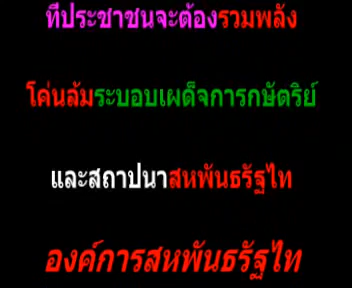 ที่ประชาชนจะต้องรวมพลัง
โค่นล้มระบอบเผด็จการกษัตริย์
และสถาปนาสหพันธรัฐไท
องค์การสหพันธรัฐไท